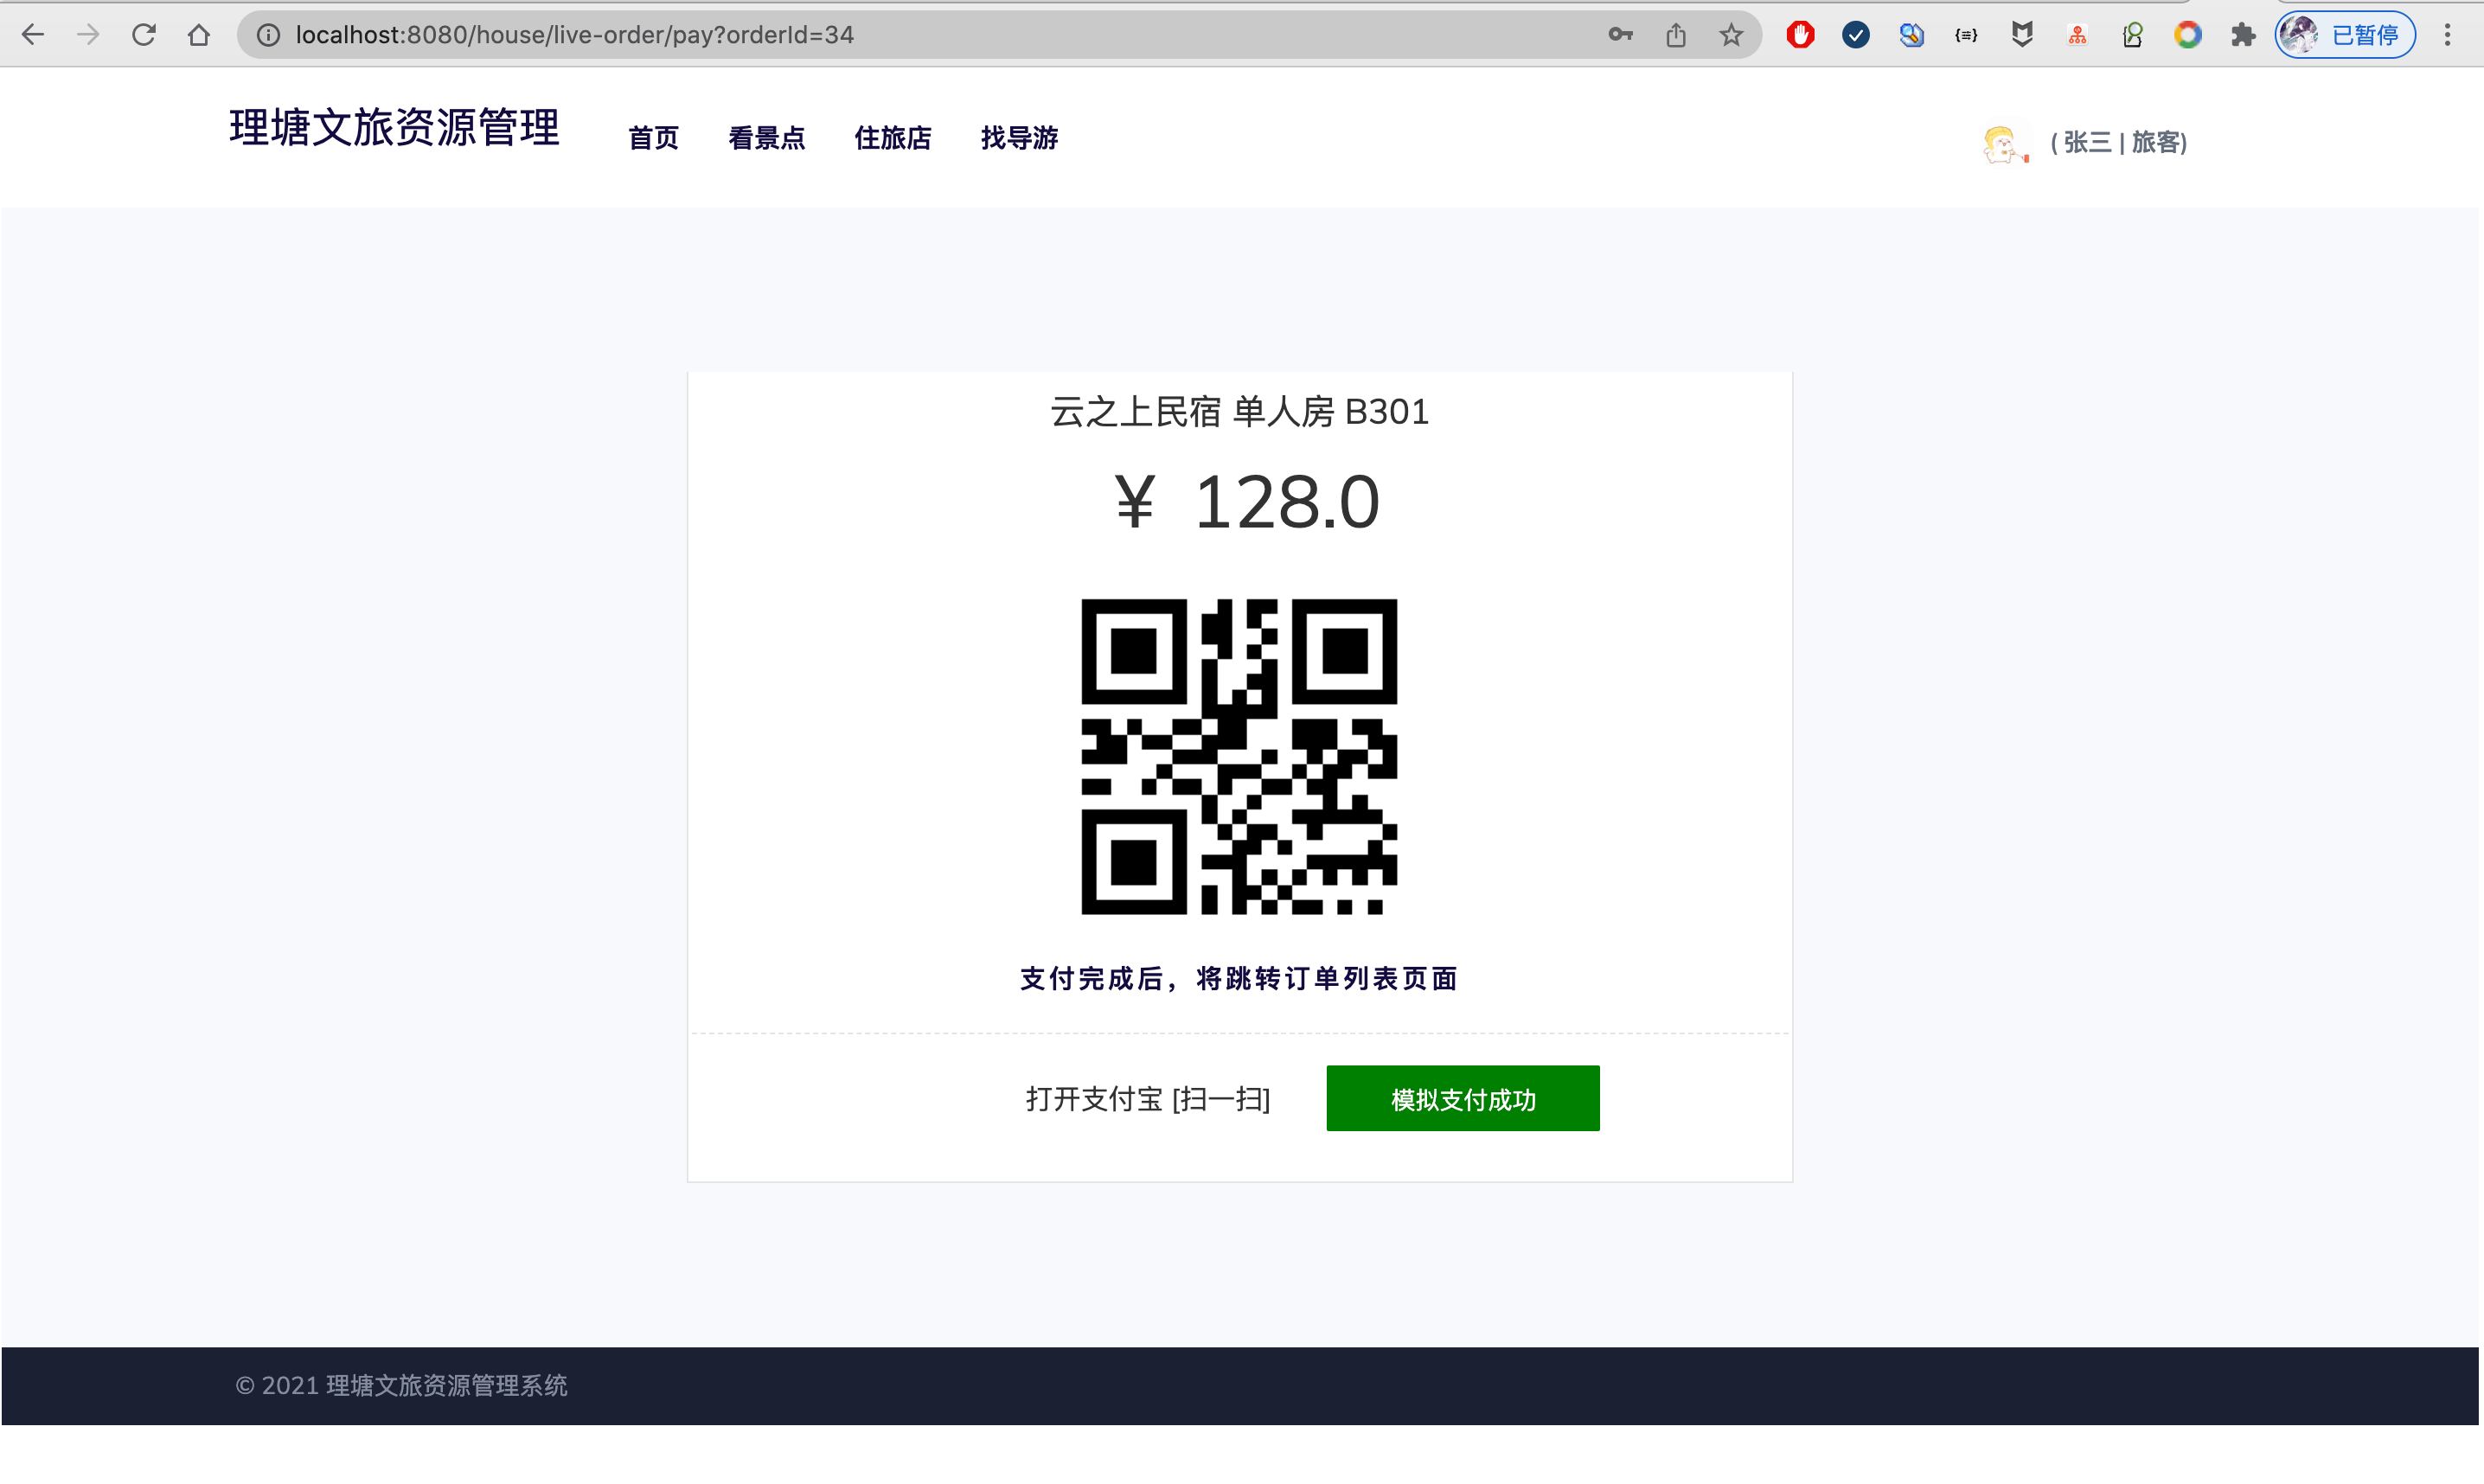 localhost:8080/house/live-order/pay?orderId=34
已暂停
理塘文旅资源管理 首页 看景点 住旅店 找导游
( 张三 | 旅客)
云之上民宿 单人房 B301
¥ 128.0
支付完成后，将跳转订单列表页面
打开支付宝 [扫一扫] 模拟支付成功
© 2021 理塘文旅资源管理系统